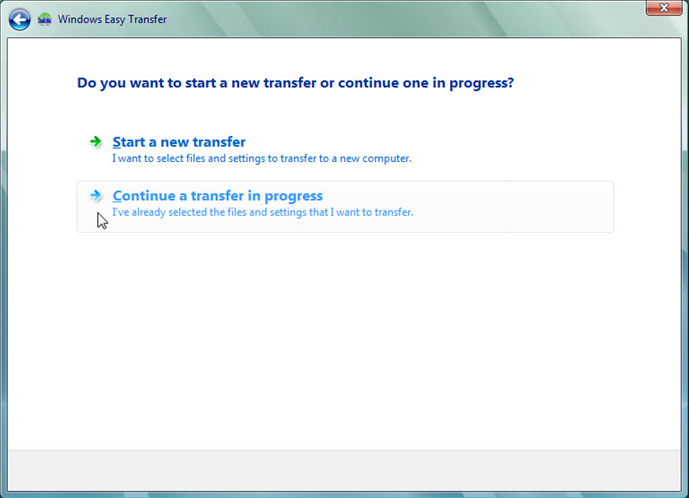 Windows Easy Transfer
Do you want to start a new transfer or continue one in progress?
Start a new transfer
I want to select files and settings to transfer to a new computer.
Continue a transfer in progress
I've already selected the files and settings that I want to transfer.